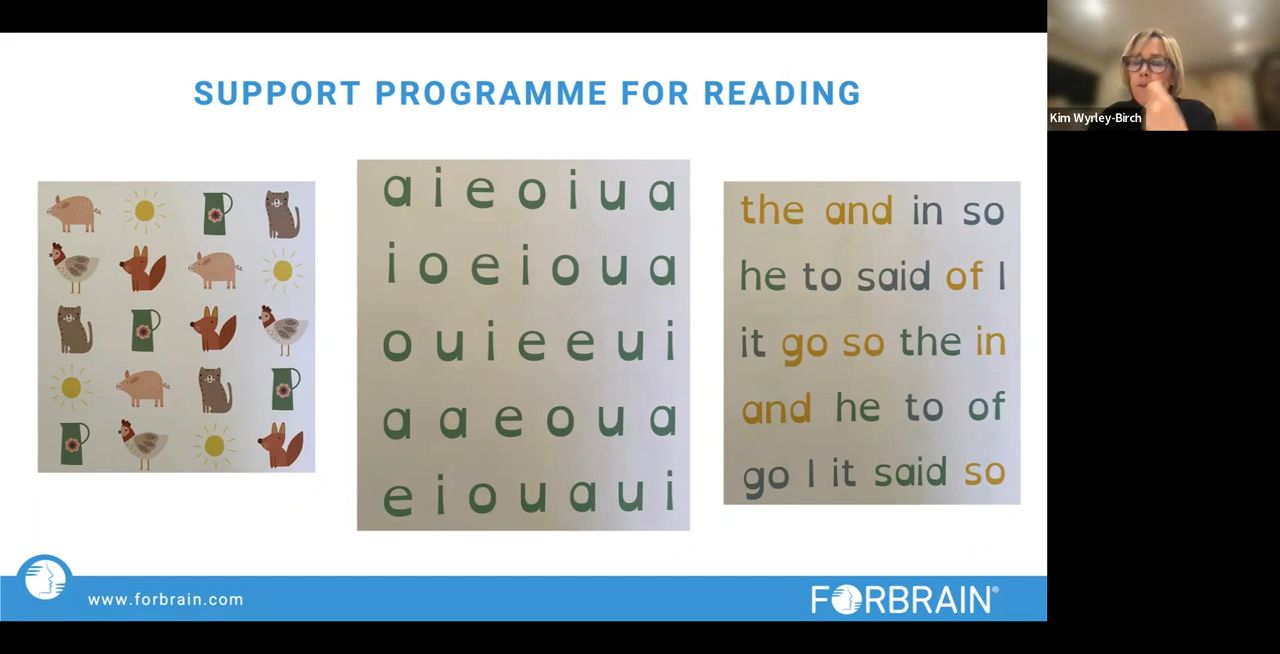 SUPPORT PROGRAMME FOR READING
a i e o i u a
i o e i o u a
o u i e e u i
a a e o u a
e i o u a u i
the and in so
he to said of I
it go so the in
and he to of
go I it said so
www.forbrain.com
FORBRAIN®
Kim Wyrley-Birch